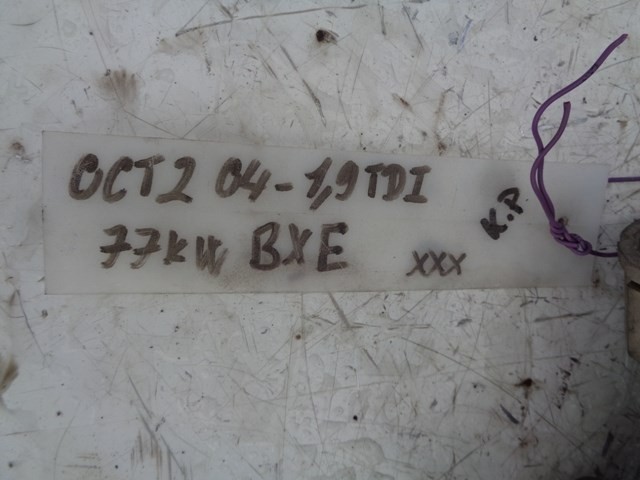 OCT2 04-1,9TDI
77kW BXE xxx
K.P.